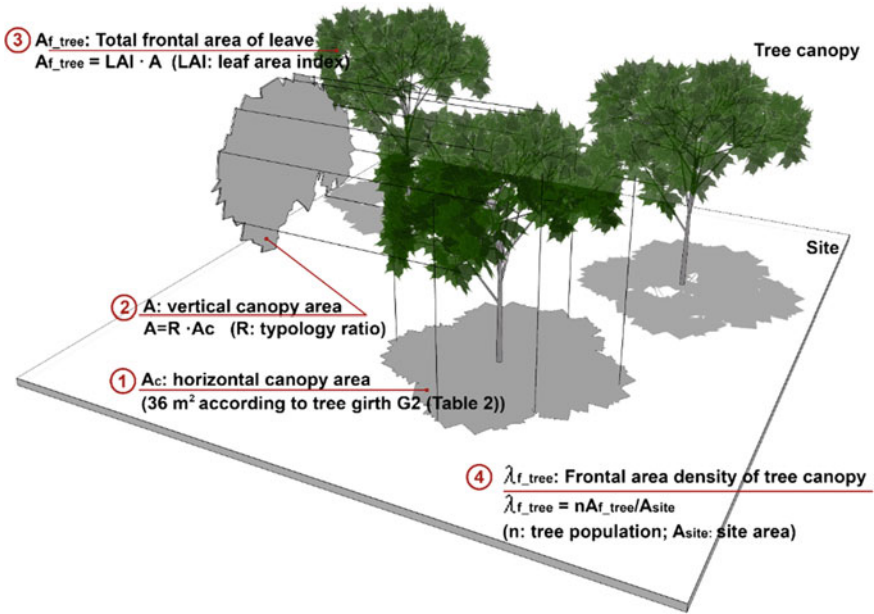 ③ Af_tree: Total frontal area of leave
Af_tree = LAI · A (LAI: leaf area index)
Tree canopy
Site
② A: vertical canopy area
A=R ·Ac (R: typology ratio)
① Ac: horizontal canopy area
(36 m² according to tree girth G2 (Table 2))
④ λf_tree: Frontal area density of tree canopy
λf_tree = nAf_tree/Asite
(n: tree population; Asite: site area)